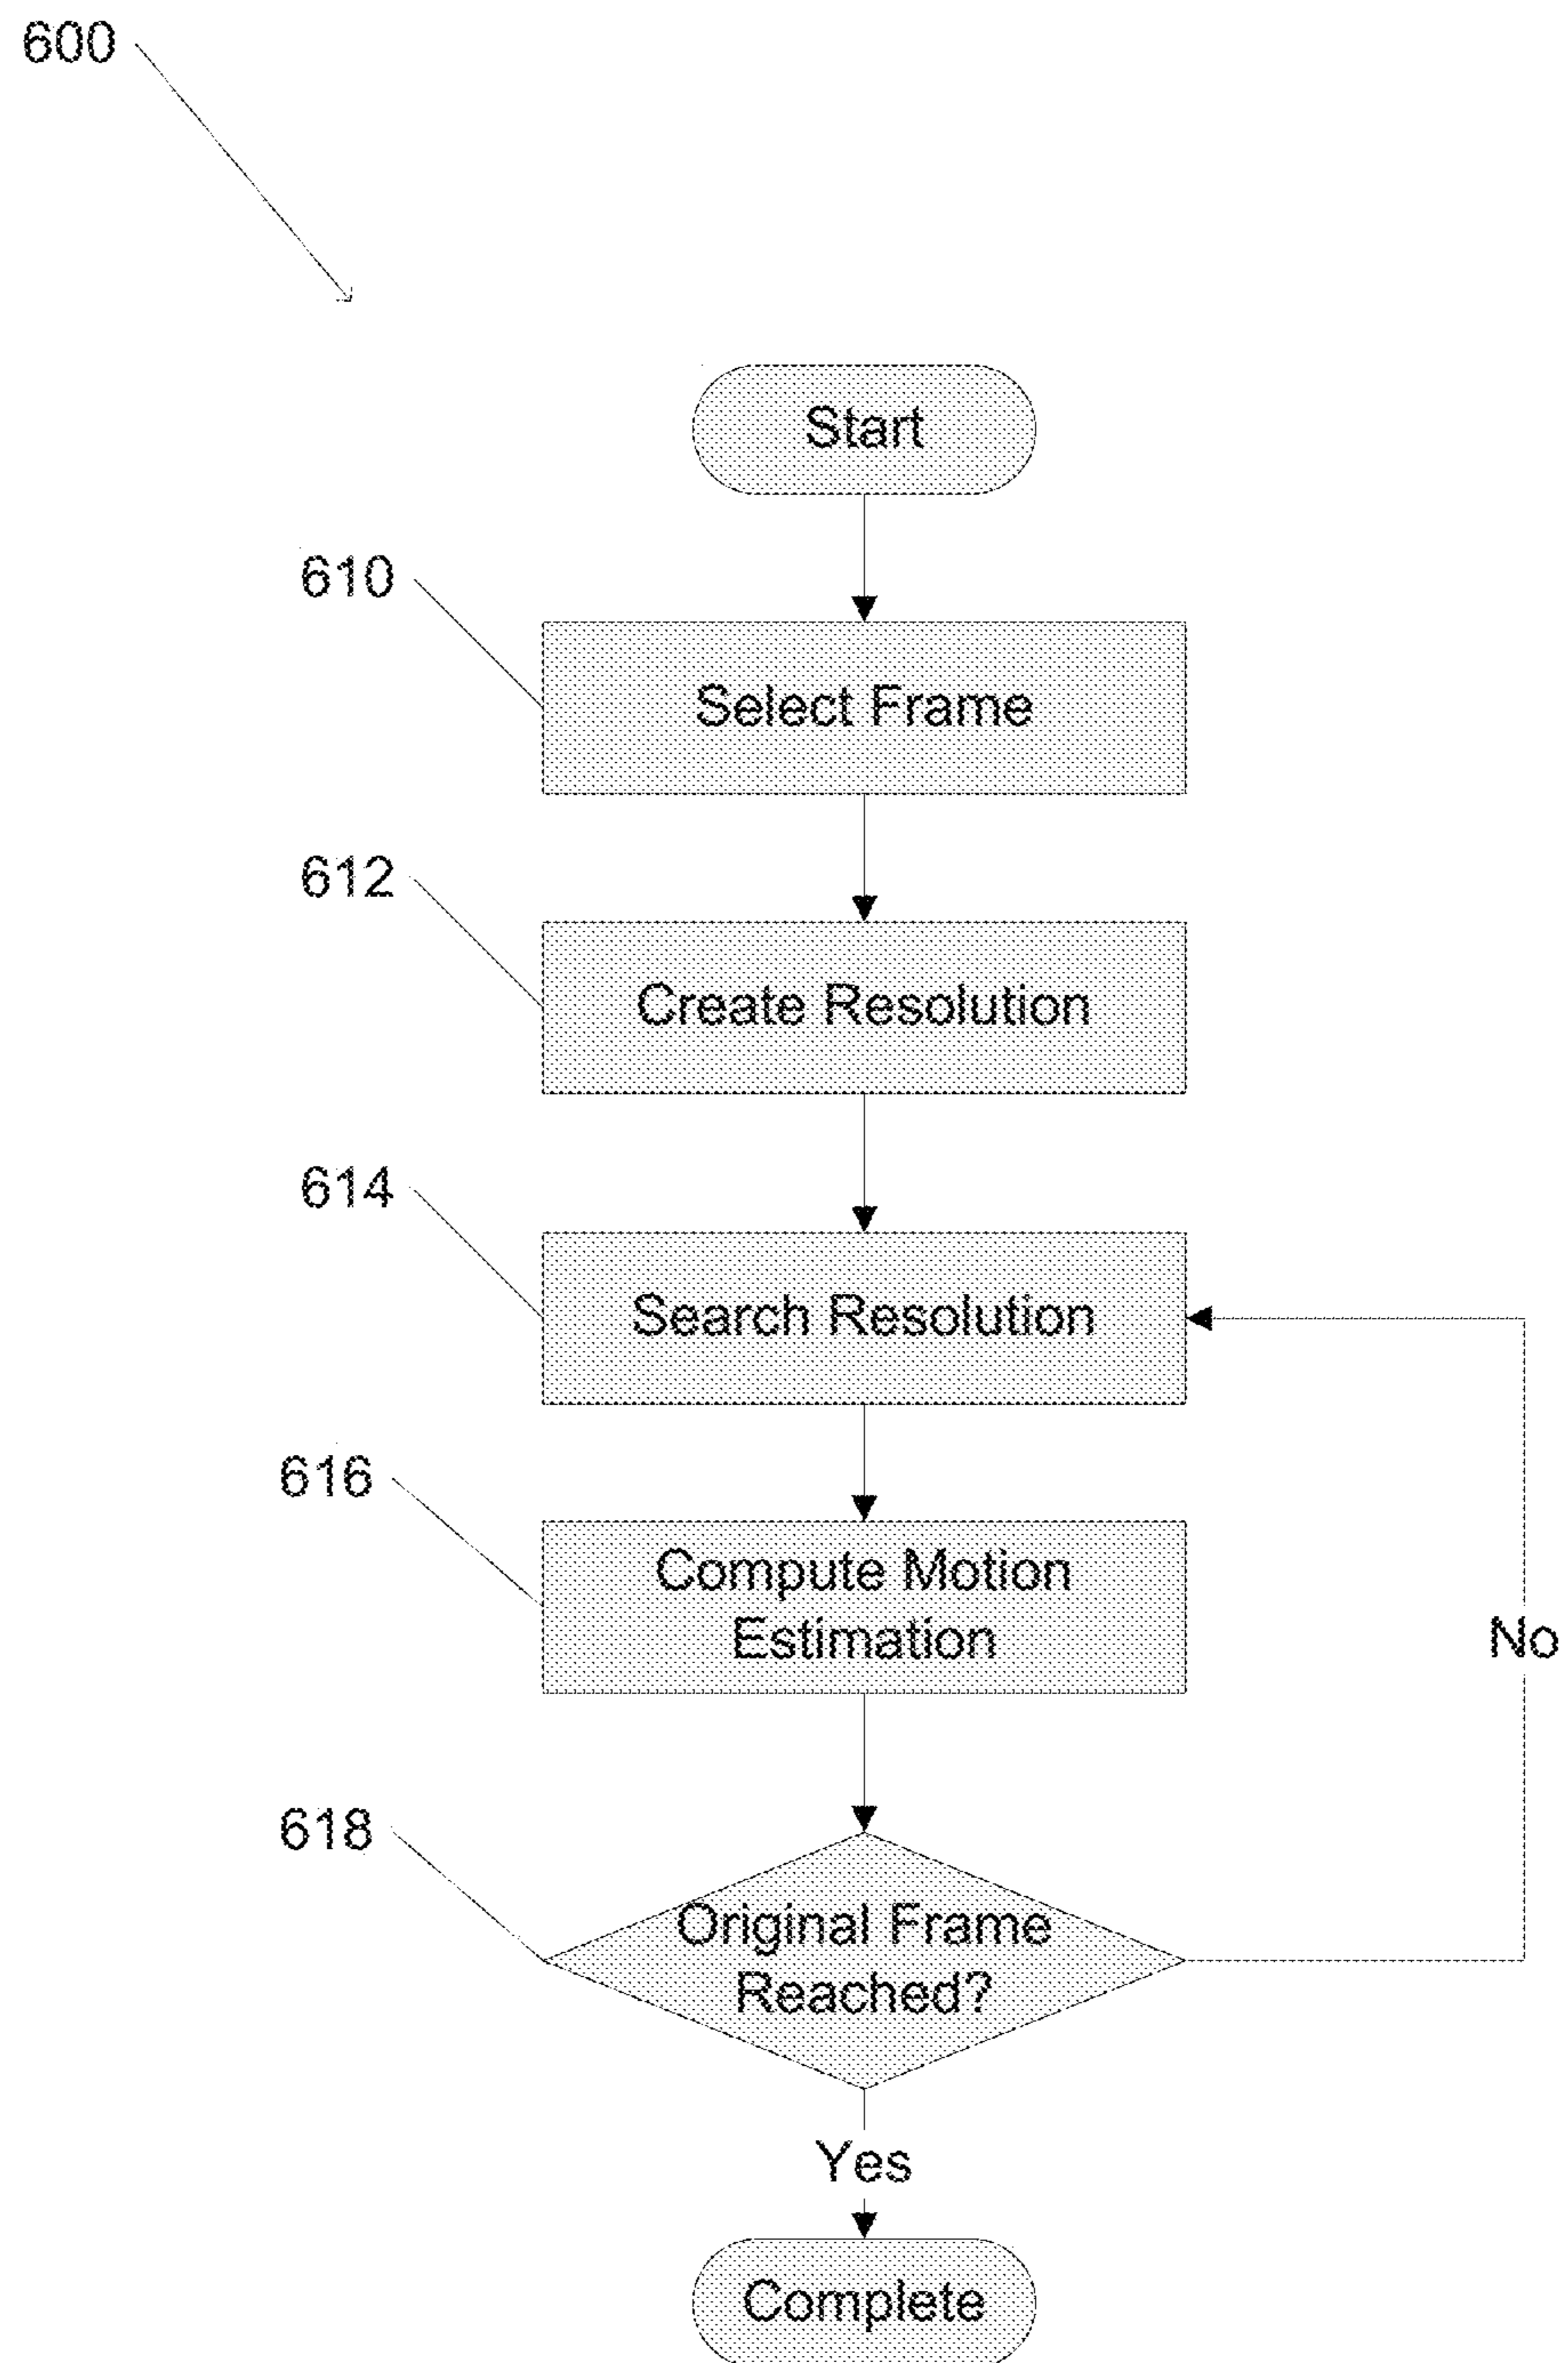 600
Start
610
Select Frame
612
Create Resolution
614
Search Resolution
616
Compute Motion
Estimation
No
618
Original Frame
Reached?
Yes
Complete